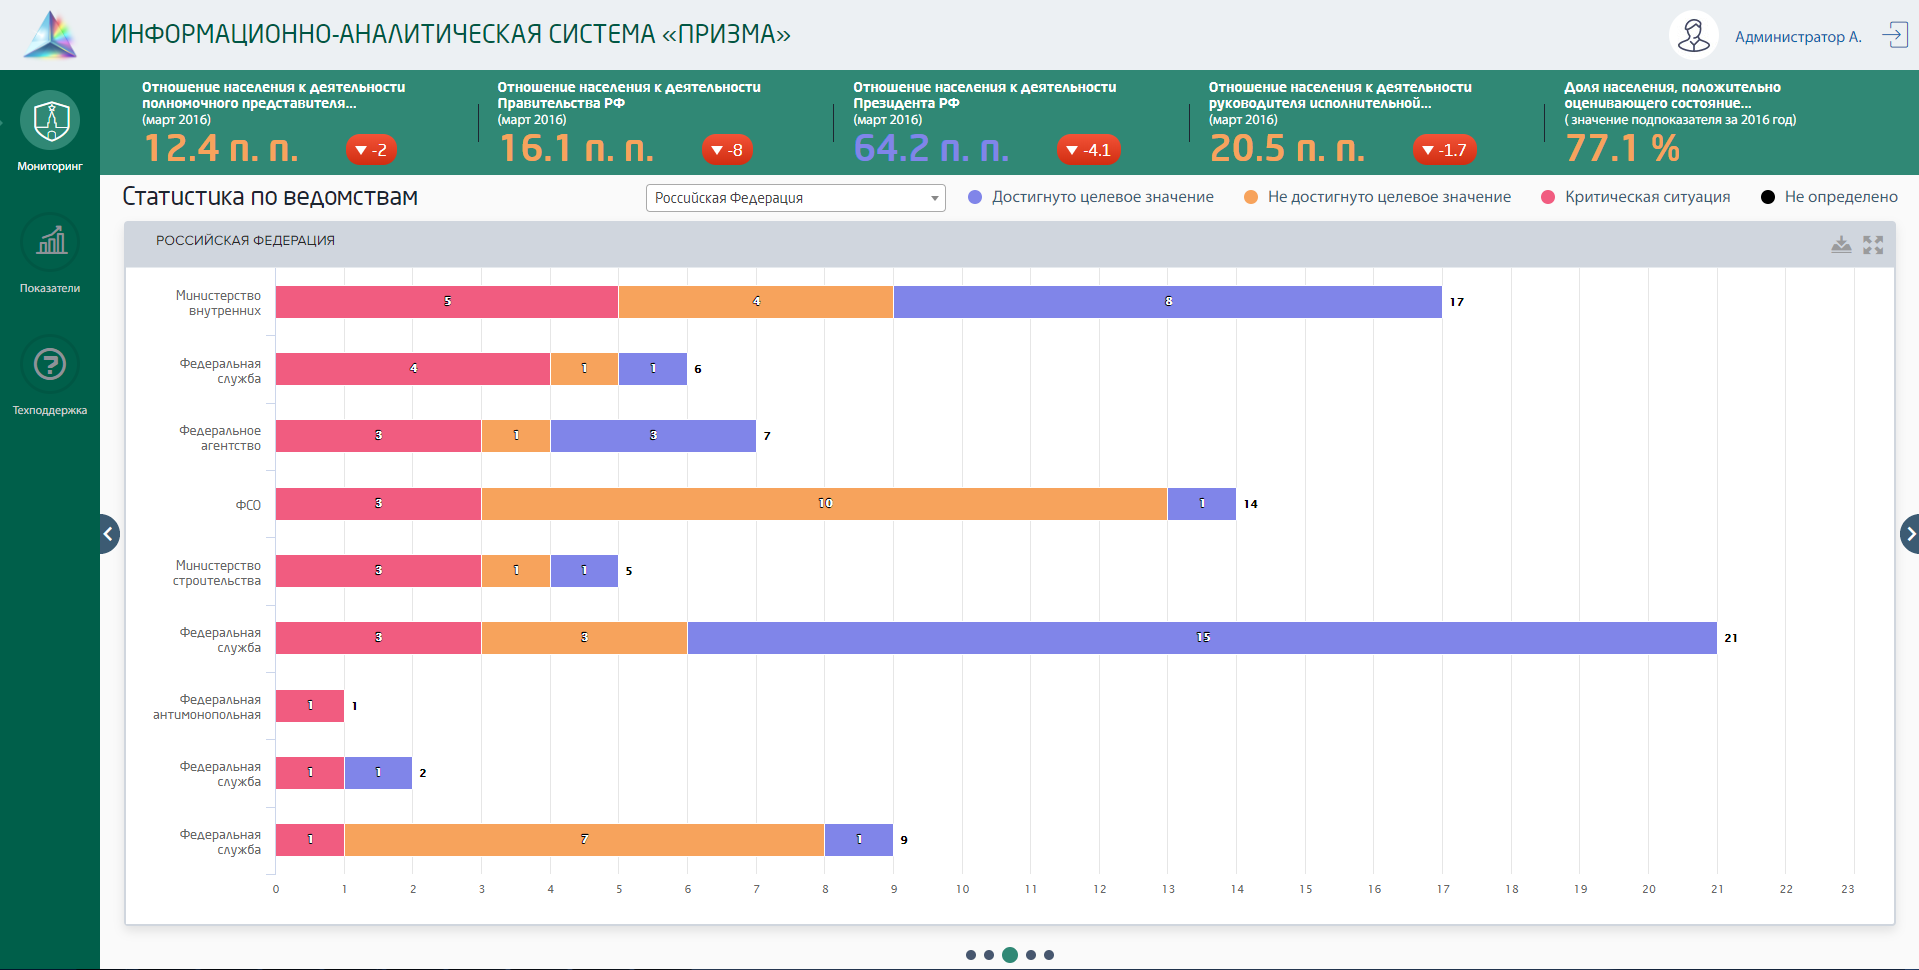 ИНФОРМАЦИОННО-АНАЛИТИЧЕСКАЯ СИСТЕМА «ПРИЗМА»
Администратор А.
Мониторинг
Показатели
Техподдержка
Отношение населения к деятельности
полномочного представителя...
(март 2016)
12.4 п. п.
-2
Отношение населения к деятельности
Правительства РФ
(март 2016)
16.1 п. п.
-8
Отношение населения к деятельности
Президента РФ
(март 2016)
64.2 п. п.
-4.1
Отношение населения к деятельности
руководителя исполнительной...
(март 2016)
20.5 п. п.
-1.7
Доля населения, положительно
оценивающего состояние...
( значение подпоказателя за 2016 год)
77.1 %
Статистика по ведомствам
Российская Федерация
Достигнуто целевое значение
Не достигнуто целевое значение
Критическая ситуация
Не определено
РОССИЙСКАЯ ФЕДЕРАЦИЯ
Министерство
внутренних
5 4 8 17
Федеральная
служба
4 1 1 6
Федеральное
агентство
3 1 3 7
ФСО
3 10 1 14
Министерство
строительства
3 1 1 5
Федеральная
служба
3 3 15 21
Федеральная
антимонопольная
1 1
Федеральная
служба
1 1 2
Федеральная
служба
1 7 1 9
0 1 2 3 4 5 6 7 8 9 10 11 12 13 14 15 16 17 18 19 20 21 22 23